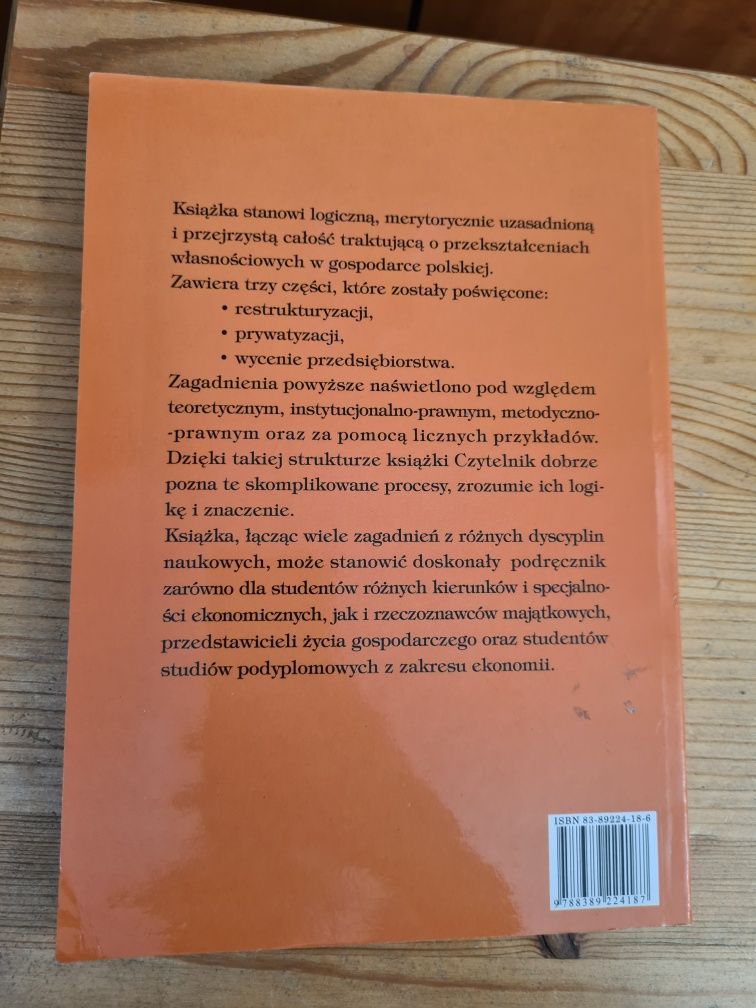 Książka stanowi logiczną, merytorycznie uzasadnioną
i przejrzystą całość traktującą o przekształceniach
własnościowych w gospodarce polskiej.
Zawiera trzy części, które zostały poświęcone:
• restrukturyzacji,
• prywatyzacji,
• wycenie przedsiębiorstwa.
Zagadnienia powyższe naświetlono pod względem
teoretycznym, instytucjonalno-prawnym, metodyczno-
-prawnym oraz za pomocą licznych przykładów.
Dzięki takiej strukturze książki Czytelnik dobrze
pozna te skomplikowane procesy, zrozumie ich logi-
kę i znaczenie.
Książka, łącząc wiele zagadnień z różnych dyscyplin
naukowych, może stanowić doskonały podręcznik
zarówno dla studentów różnych kierunków i specjalno-
ści ekonomicznych, jak i rzeczoznawców majątkowych,
przedstawicieli życia gospodarczego oraz studentów
studiów podyplomowych z zakresu ekonomii.
ISBN 83-89224-18-6
9 788389 224187